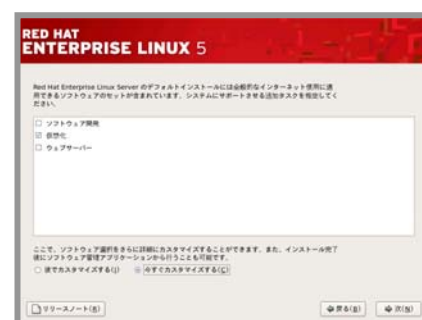 RED HAT
ENTERPRISE LINUX 5
Red Hat Enterprise Linux Server のデフォルトインストールには全般的なインターネット使用に適
用できるソフトウェアのセットが含まれています。システムにサポートさせる追加タスクを指定してく
ださい。
ソフトウェア開発
仮想化
ウェブサーバー
ここで、ソフトウェア選択をさらに詳細にカスタマイズすることができます。また、インストール完了
後にソフトウェア管理アプリケーションから行うことも可能です。
後でカスタマイズする(l) 今すぐカスタマイズする(C)
リリースノート(R) 戻る(B) 次(N)